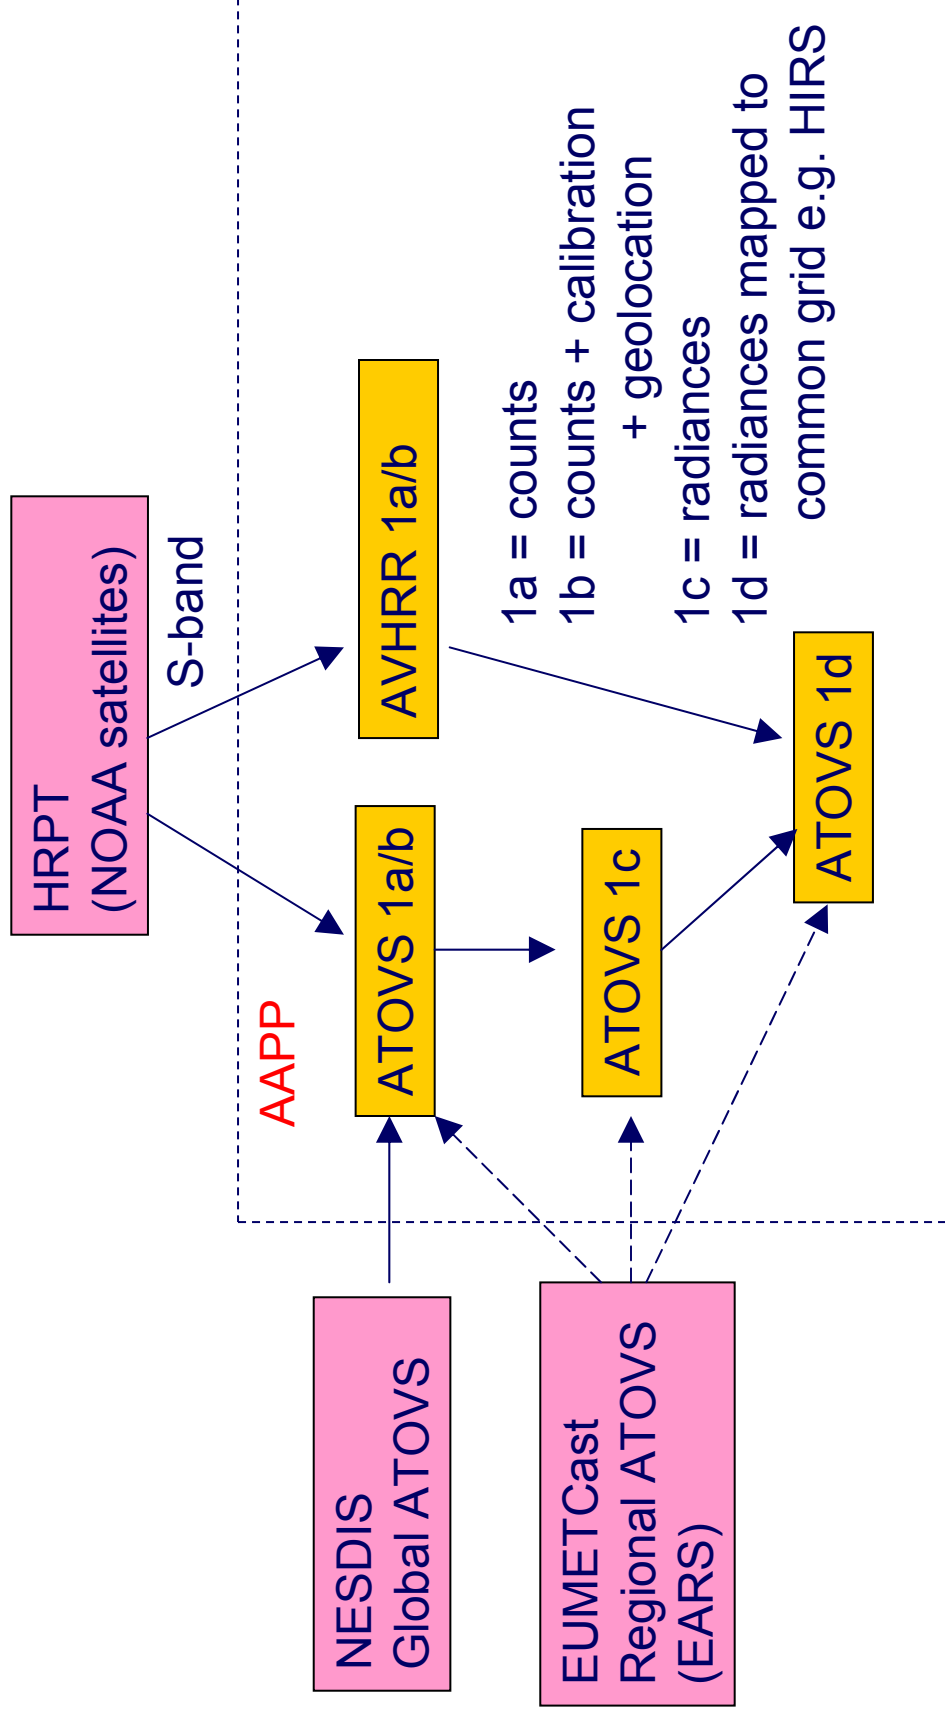 HRPT
(NOAA satellites)
S-band
AAPP
NESDIS
Global ATOVS
ATOVS 1a/b
AVHRR 1a/b
EUMETCast
Regional ATOVS
(EARS)
ATOVS 1c
ATOVS 1d
1a = counts
1b = counts + calibration
+ geolocation
1c = radiances
1d = radiances mapped to
common grid e.g. HIRS